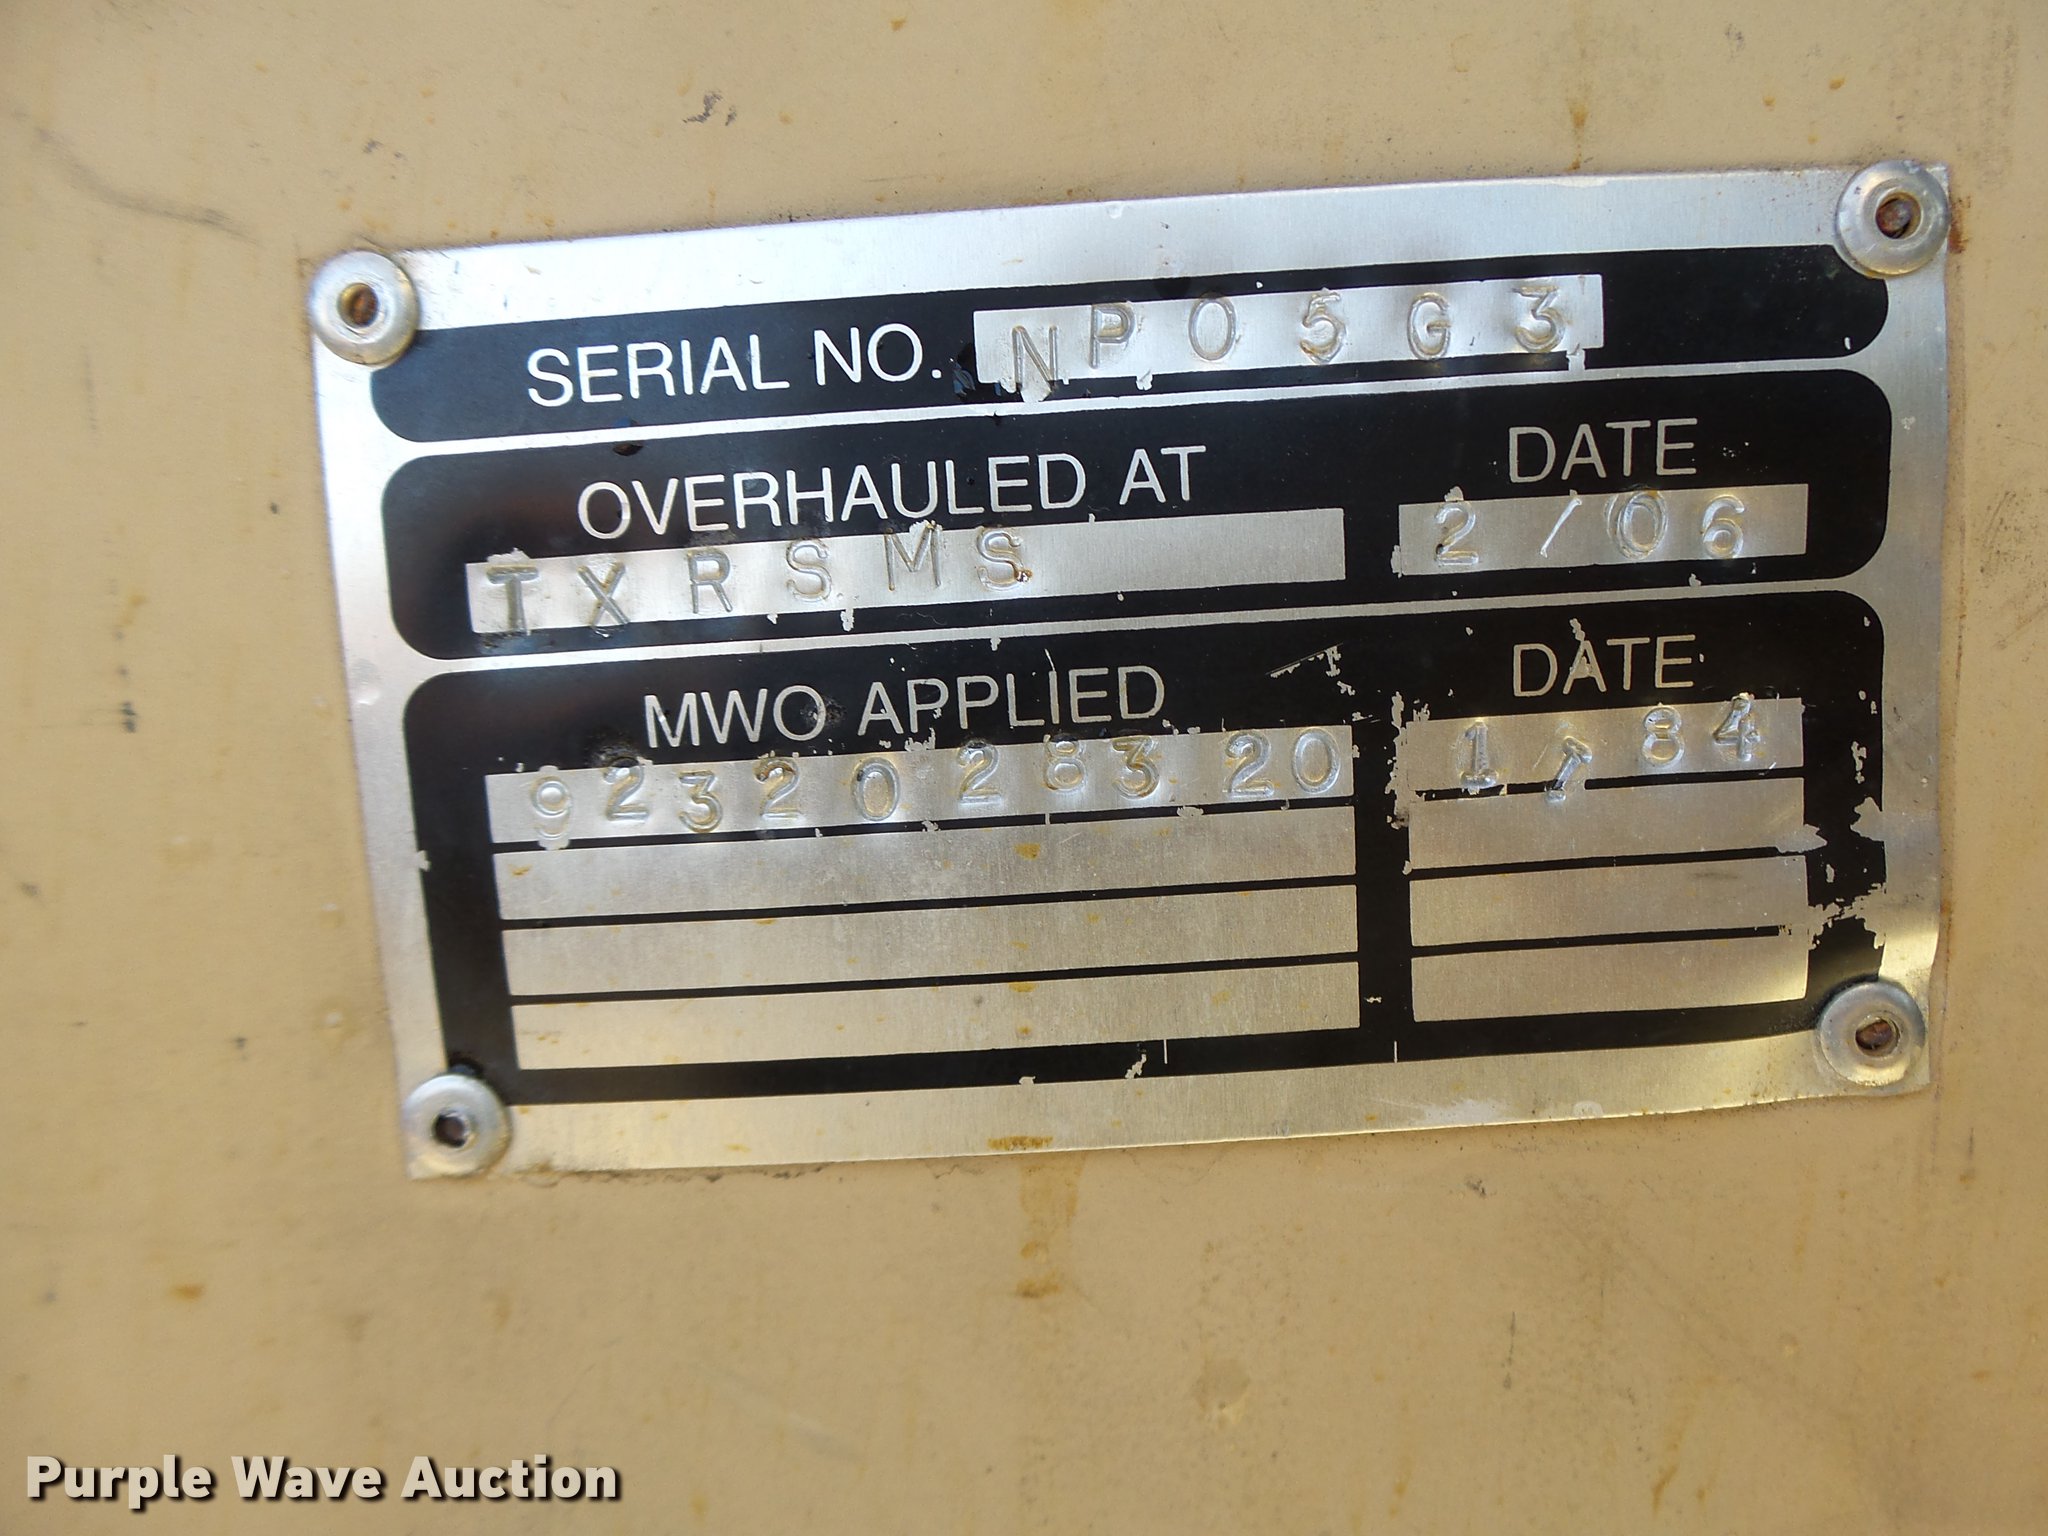 SERIAL NO. NP05G3
OVERHAULED AT DATE
TXRSMS 2/06
MWO APPLIED DATE
9232028320 1 84
Purple Wave Auction